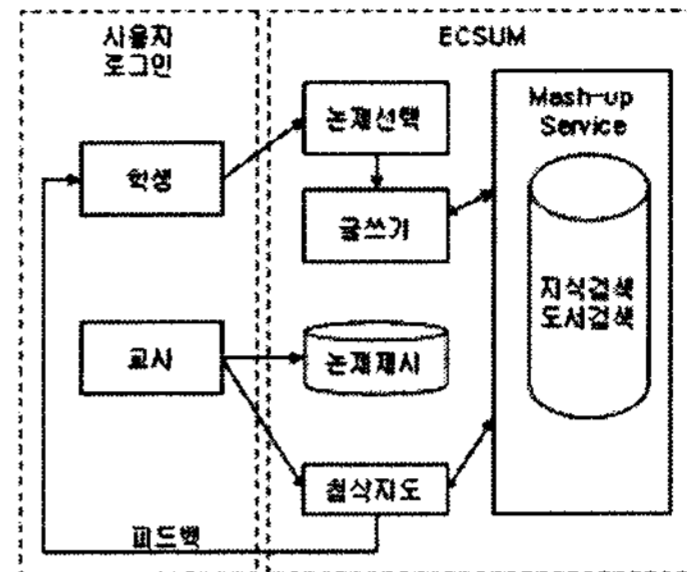 사용자
로그인
ECSUM
학생
논제선택
글쓰기
Mash-up
Service
지식검색
도서검색
교사
논제제시
첨삭지도
피드백